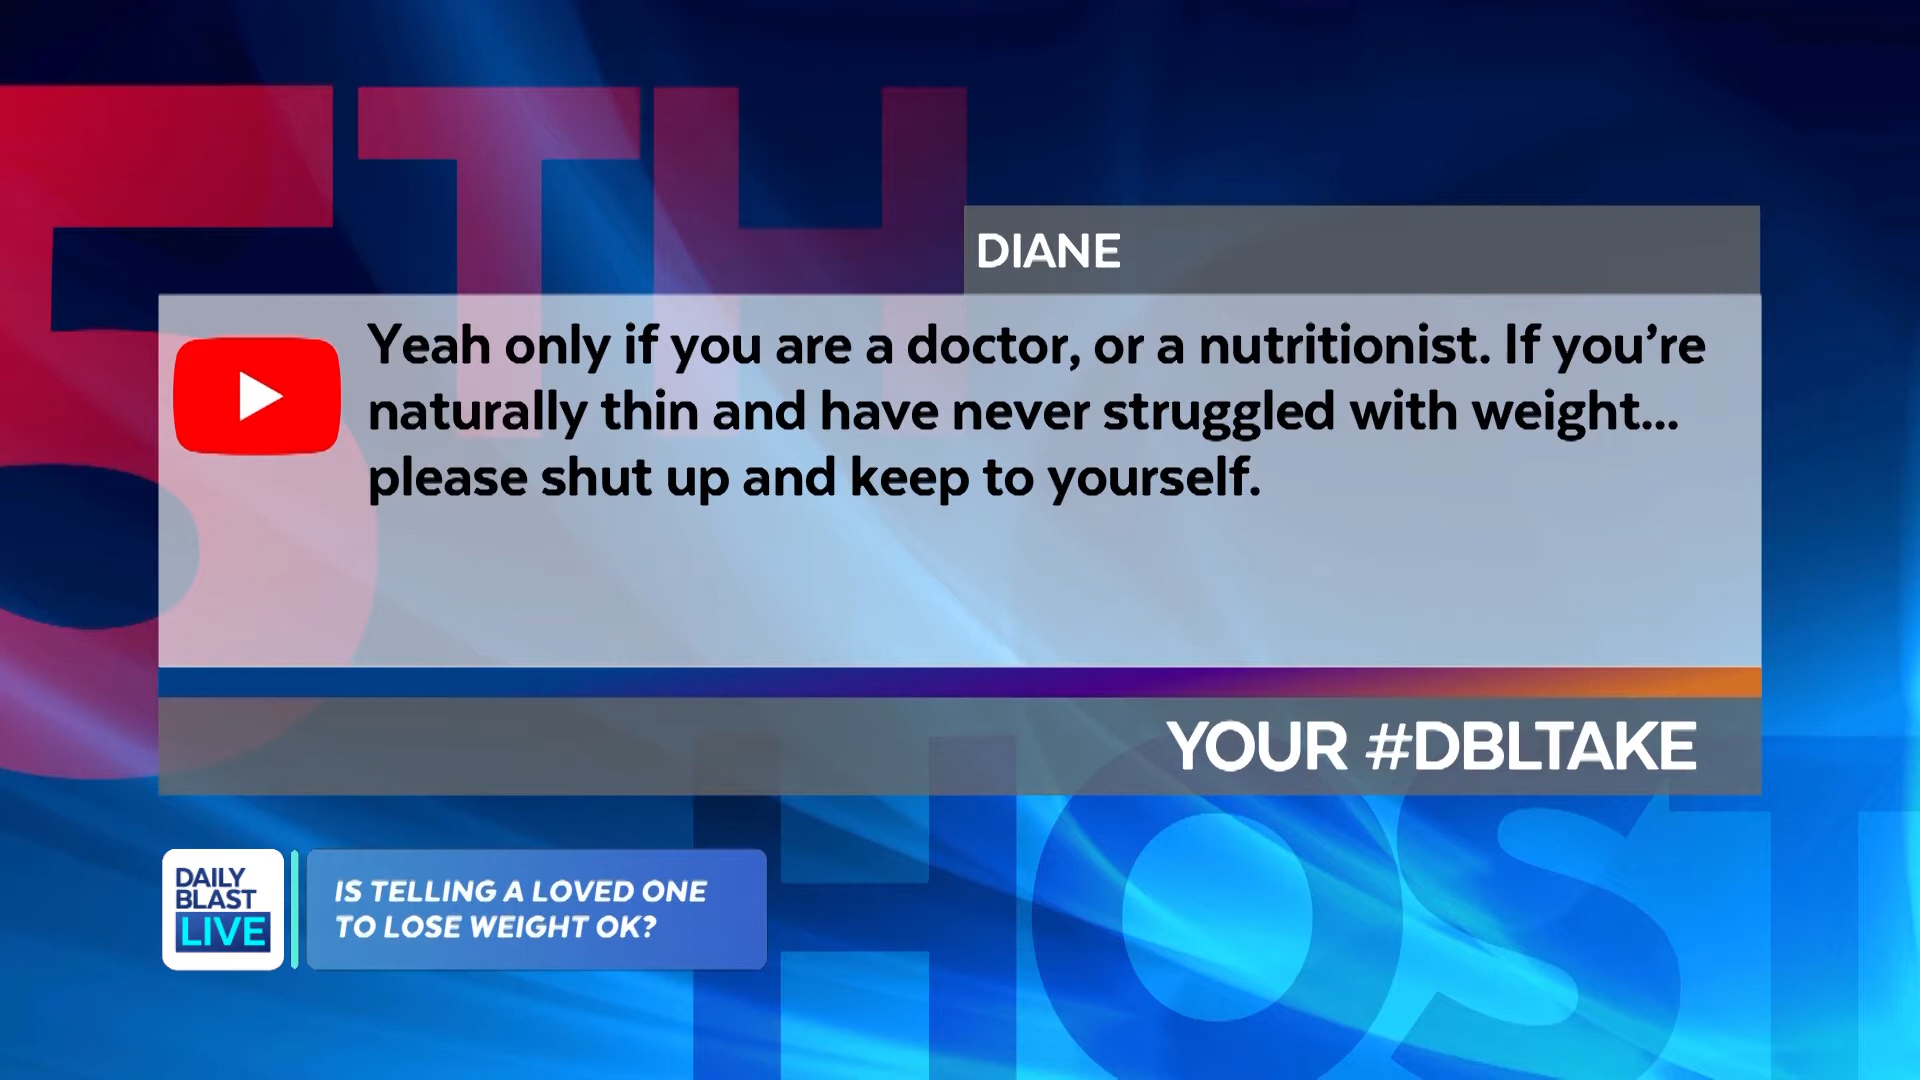 5TH
DIANE
Yeah only if you are a doctor, or a nutritionist. If you’re
naturally thin and have never struggled with weight...
please shut up and keep to yourself.
YOUR #DBLTAKE
HOST
DAILY
BLAST
LIVE
IS TELLING A LOVED ONE
TO LOSE WEIGHT OK?